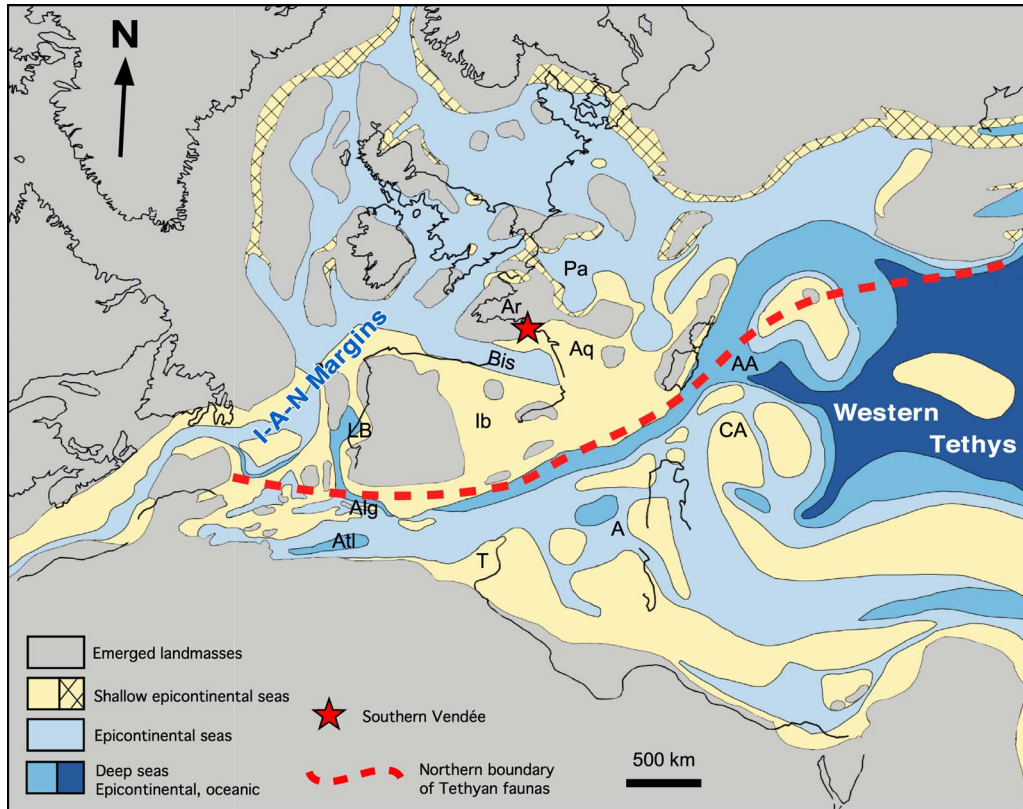 N
Pa
Ar
Aq
Bis
I-A-N Margins
AA
Ib
LB
CA
Western
Tethys
Alg
A
Atl
T
Emerged landmasses
Shallow epicontinental seas
Epicontinental seas
Deep seas
Epicontinental, oceanic
Southern Vendée
Northern boundary
of Tethyan faunas
500 km